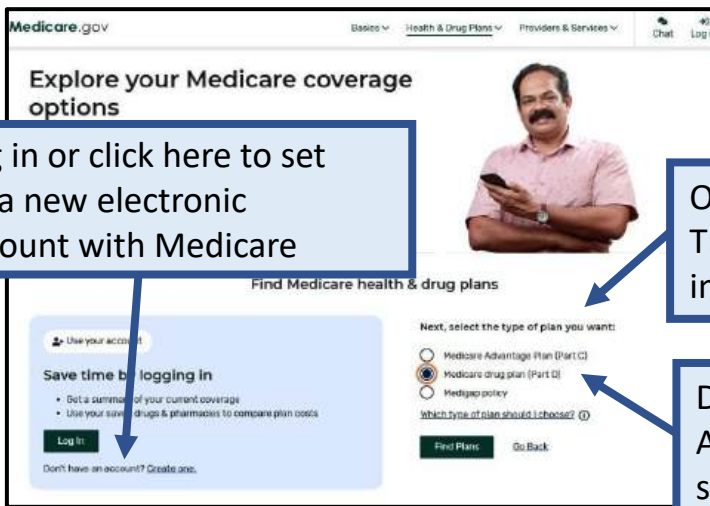 Medicare.gov
Basics
Health & Drug Plans
Providers & Services
Chat
Log
Explore your Medicare coverage
options
g in or click here to set
a new electronic
ount with Medicare
O
T
in
Find Medicare health & drug plans
Use your account
Save time by logging in
Get a summary of your current coverage
Use your saved drugs & pharmacies to compare plan costs
Log In
Don't have an account? Create one.
Next, select the type of plan you want:
Medicare Advantage Plan (Part C)
Medicare drug plan (Part D)
Medigap policy
Which type of plan should I choose?
Find Plans
Go Back
D
A
s